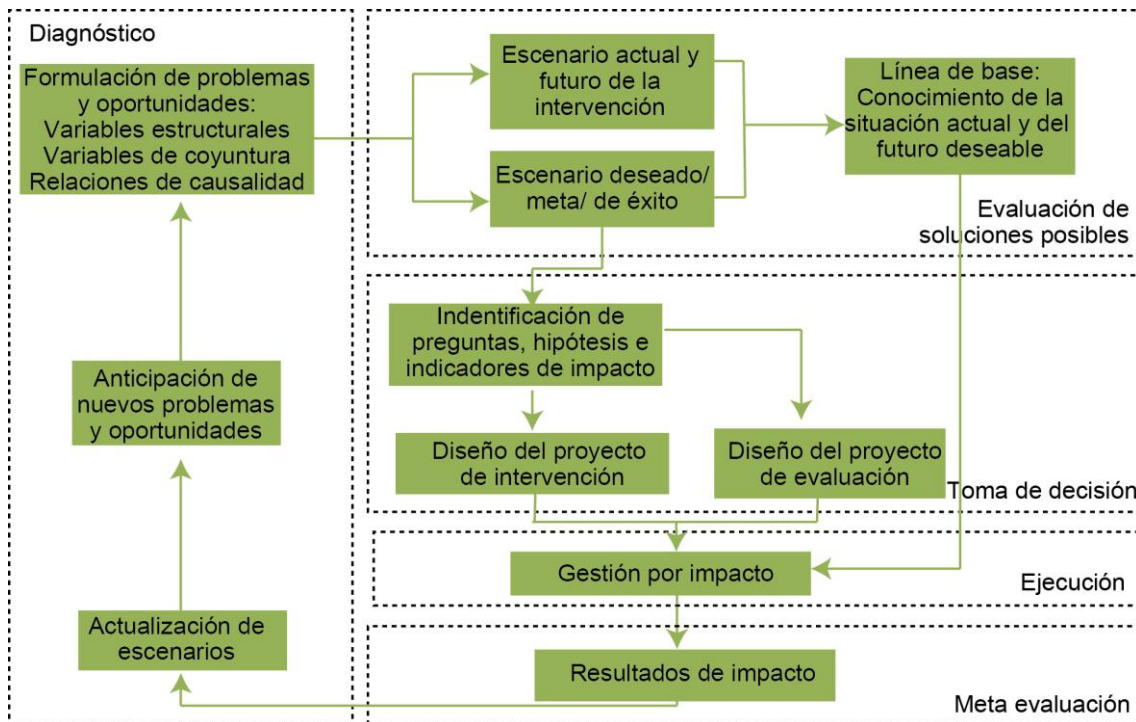 Diagnóstico
Formulación de problemas
y oportunidades:
Variables estructurales
Variables de coyuntura
Relaciones de causalidad
Anticipación de
nuevos problemas
y oportunidades
Actualización de
escenarios
Escenario actual y
futuro de la
intervención
Escenario deseado/
meta/ de éxito
Línea de base:
Conocimiento de la
situación actual y del
futuro deseable
Evaluación de
soluciones posibles
Indentificación de
preguntas, hipótesis e
indicadores de impacto
Diseño del proyecto
de intervención
Diseño del proyecto
de evaluación
Toma de decisión
Gestión por impacto
Ejecución
Resultados de impacto
Meta evaluación